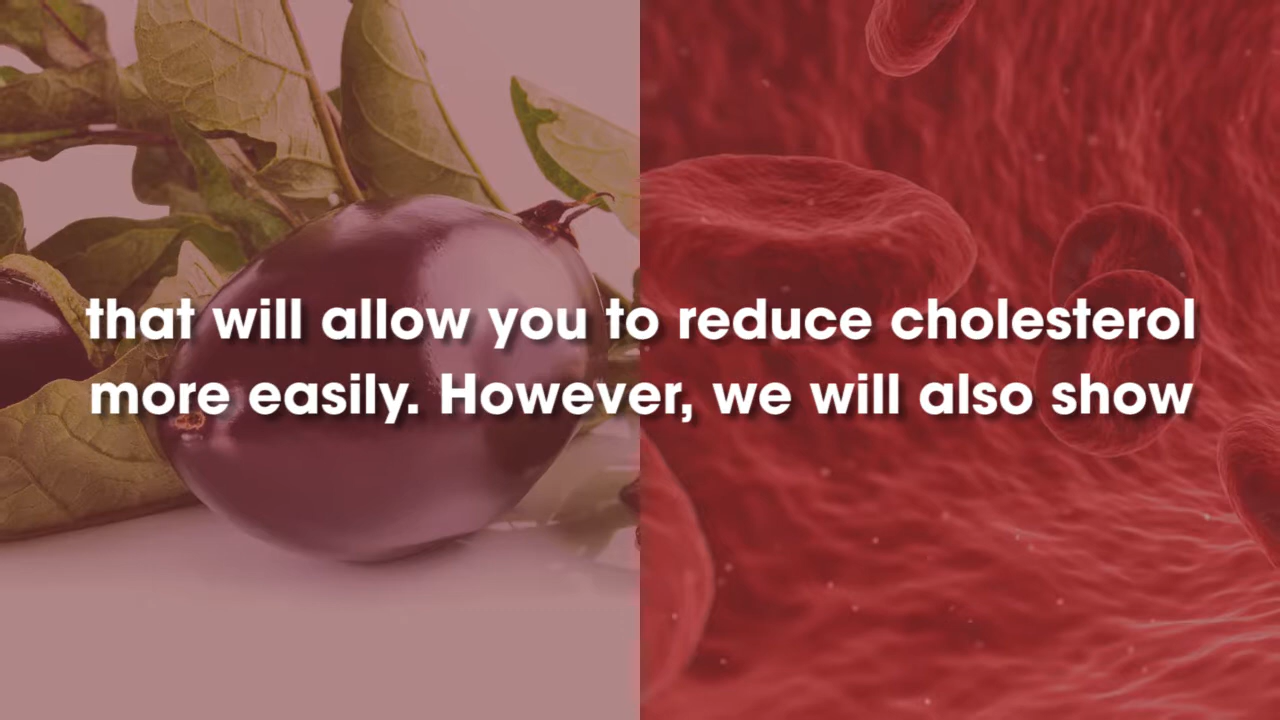 that will allow you to reduce cholesterol
more easily. However, we will also show